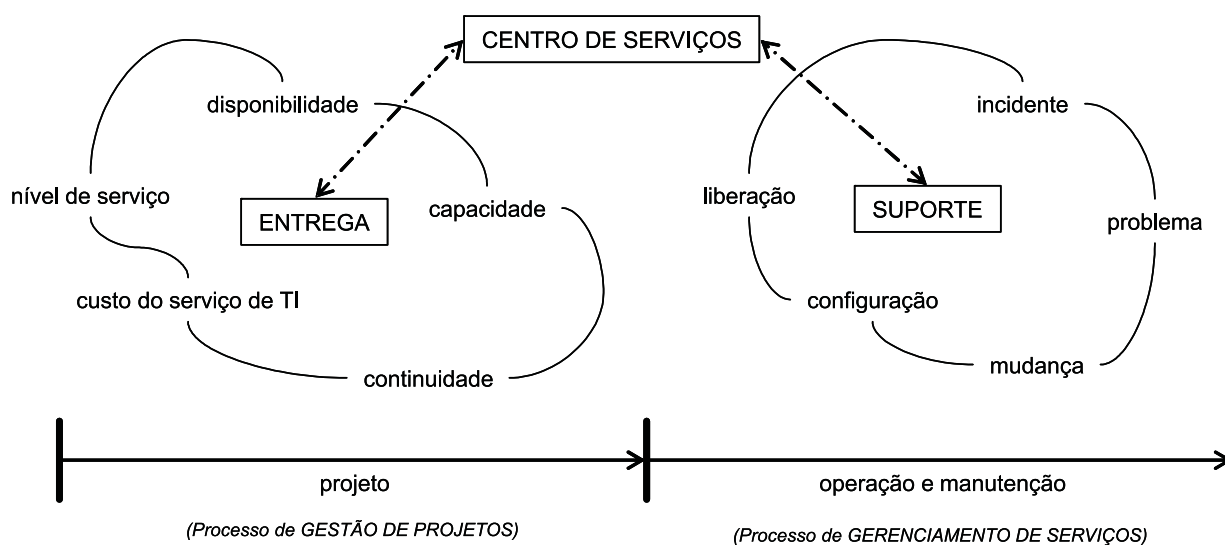 CENTRO DE SERVIÇOS
disponibilidade
incidente
nível de serviço
ENTREGA
capacidade
liberação
SUPORTE
problema
custo do serviço de TI
configuração
continuidade
mudança
projeto
operação e manutenção
(Processo de GESTÃO DE PROJETOS)
(Processo de GERENCIAMENTO DE SERVIÇOS)